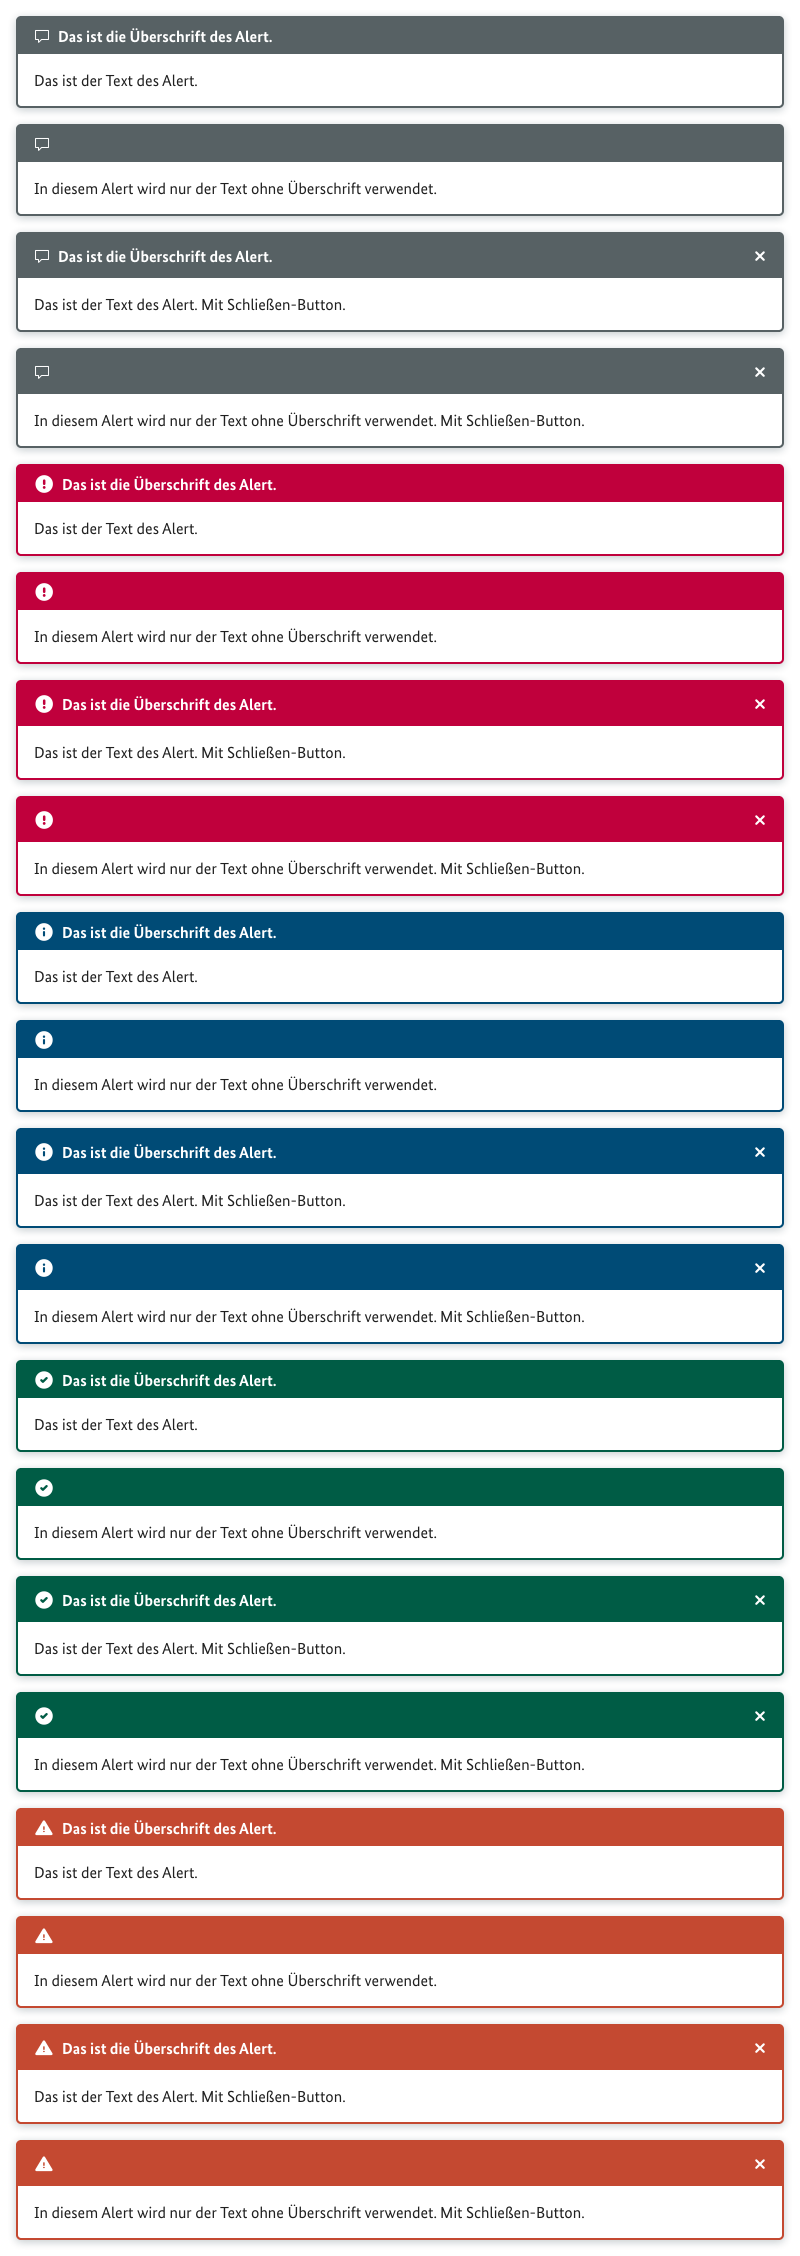 Das ist die Überschrift des Alert.
Das ist der Text des Alert.
In diesem Alert wird nur der Text ohne Überschrift verwendet.
Das ist die Überschrift des Alert.
Das ist der Text des Alert. Mit Schließen-Button.
In diesem Alert wird nur der Text ohne Überschrift verwendet. Mit Schließen-Button.
Das ist die Überschrift des Alert.
Das ist der Text des Alert.
In diesem Alert wird nur der Text ohne Überschrift verwendet.
Das ist die Überschrift des Alert.
Das ist der Text des Alert. Mit Schließen-Button.
In diesem Alert wird nur der Text ohne Überschrift verwendet. Mit Schließen-Button.
Das ist die Überschrift des Alert.
Das ist der Text des Alert.
In diesem Alert wird nur der Text ohne Überschrift verwendet.
Das ist die Überschrift des Alert.
Das ist der Text des Alert. Mit Schließen-Button.
In diesem Alert wird nur der Text ohne Überschrift verwendet. Mit Schließen-Button.
Das ist die Überschrift des Alert.
Das ist der Text des Alert.
In diesem Alert wird nur der Text ohne Überschrift verwendet.
Das ist die Überschrift des Alert.
Das ist der Text des Alert. Mit Schließen-Button.
In diesem Alert wird nur der Text ohne Überschrift verwendet. Mit Schließen-Button.
Das ist die Überschrift des Alert.
Das ist der Text des Alert.
In diesem Alert wird nur der Text ohne Überschrift verwendet.
Das ist die Überschrift des Alert.
Das ist der Text des Alert. Mit Schließen-Button.
In diesem Alert wird nur der Text ohne Überschrift verwendet. Mit Schließen-Button.